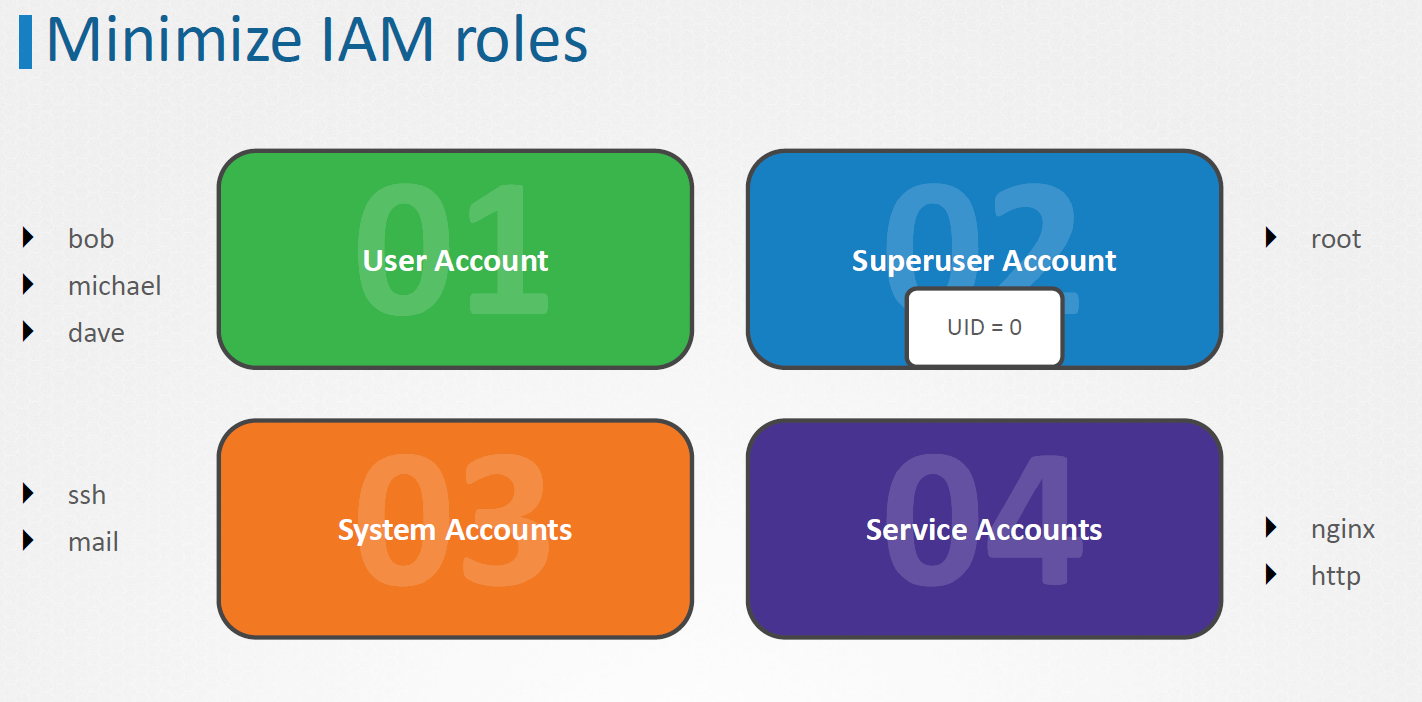 Minimize IAM roles
bob
michael
dave
01
User Account
02
Superuser Account
UID = 0
root
ssh
mail
03
System Accounts
04
Service Accounts
nginx
http